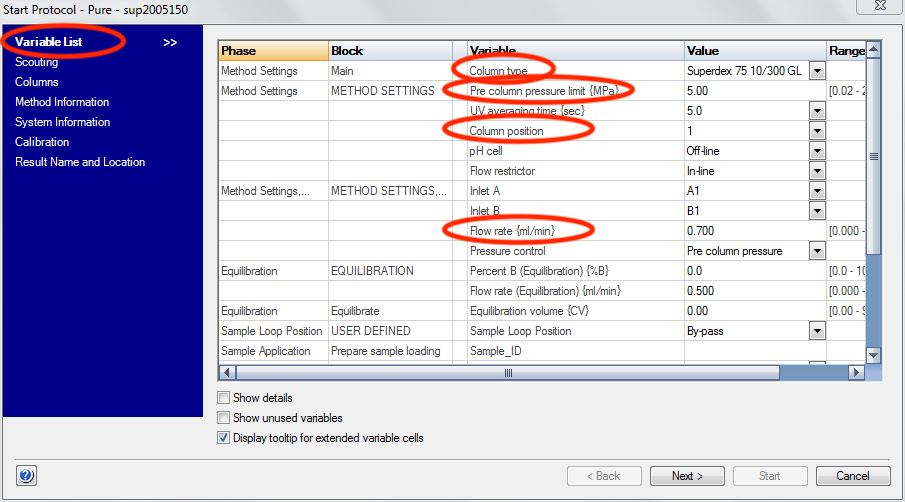 Start Protocol - Pure - sup2005150
Variable List >>
Scouting
Columns
Method Information
System Information
Calibration
Result Name and Location
Phase Block Variable Value Range
Method Settings Main Column type Superdex 75 10/300 GL
Method Settings METHOD SETTINGS Pre column pressure limit {MPa} 5.00 [0.02 - 2
UV averaging time {sec} 5.0
Column position 1
pH cell Off-line
Flow restrictor In-line
Method Settings,... METHOD SETTINGS,... Inlet A A1
Inlet B B1
Flow rate {ml/min} 0.700 [0.000 -
Pressure control Pre column pressure
Equilibration EQUILIBRATION Percent B (Equilibration) {%B} 0.0 [0.0 - 10
Flow rate (Equilibration) {ml/min} 0.500 [0.000 -
Equilibration Equilibrate Equilibration volume {CV} 0.00 [0.00 - 9
Sample Loop Position USER DEFINED Sample Loop Position By-pass
Sample Application Prepare sample loading Sample_ID
Show details
Show unused variables
Display tooltip for extended variable cells
? < Back Next > Start Cancel